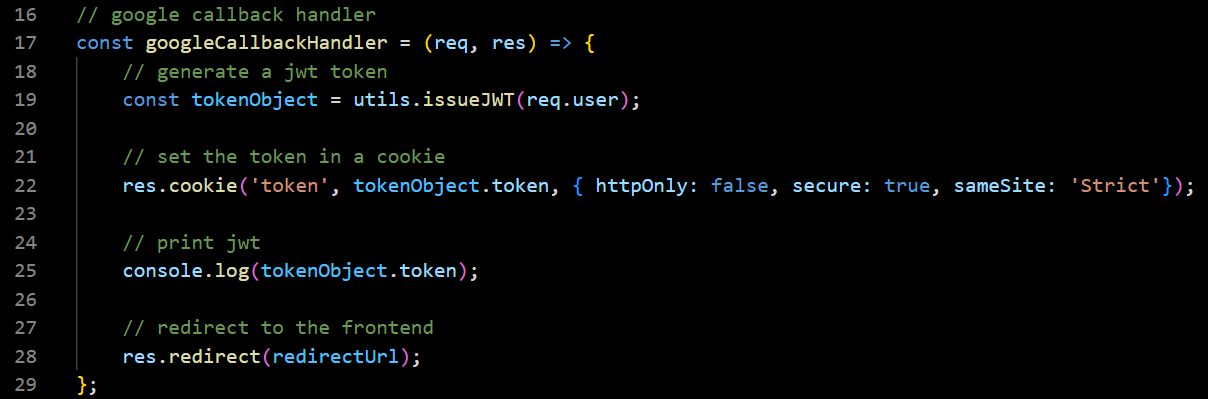 16 // google callback handler
17 const googleCallbackHandler = (req, res) => {
18     // generate a jwt token
19     const tokenObject = utils.issueJWT(req.user);
20
21     // set the token in a cookie
22     res.cookie('token', tokenObject.token, { httpOnly: false, secure: true, sameSite: 'Strict'});
23
24     // print jwt
25     console.log(tokenObject.token);
26
27     // redirect to the frontend
28     res.redirect(redirectUrl);
29 };